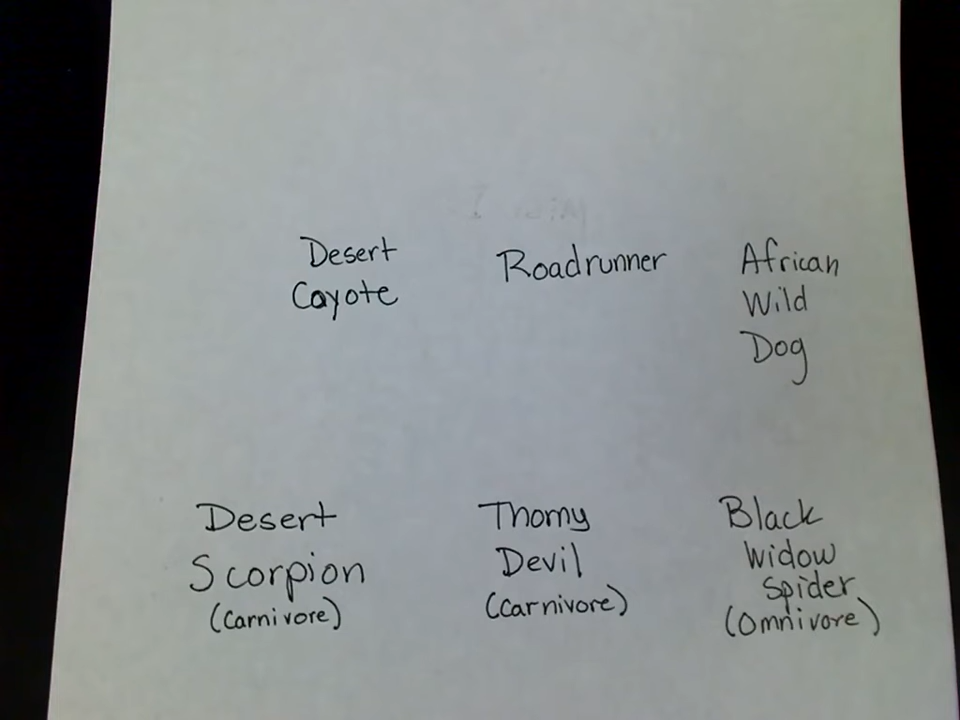 Desert
Coyote
Roadrunner
African
Wild
Dog
Desert
Scorpion
(Carnivore)
Thorny
Devil
(Carnivore)
Black
Widow
Spider
(Omnivore)